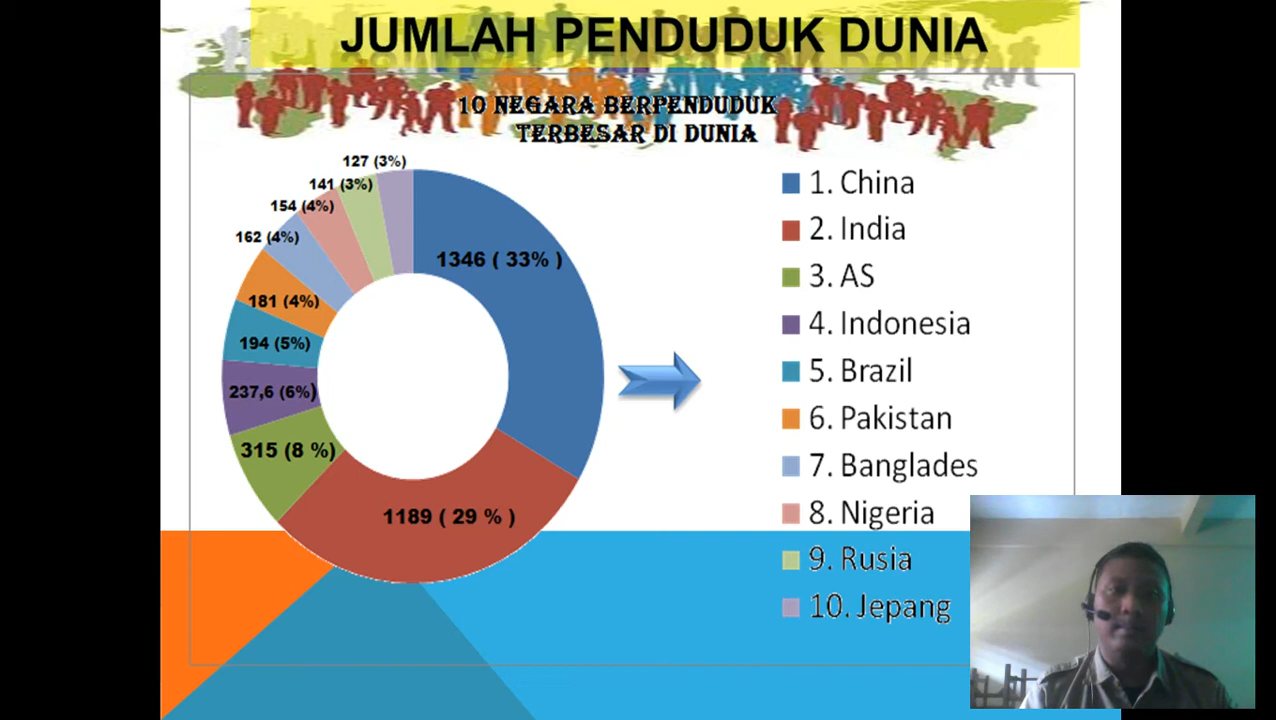 JUMLAH PENDUDUK DUNIA
10 NEGARA BERPENDUDUK
TERBESAR DI DUNIA
127 (3%)
141 (3%)
154 (4%)
162 (4%)
181 (4%)
194 (5%)
237,6 (6%)
315 (8 %)
1189 ( 29 % )
1346 ( 33% )
1. China
2. India
3. AS
4. Indonesia
5. Brazil
6. Pakistan
7. Banglades
8. Nigeria
9. Rusia
10. Jepang